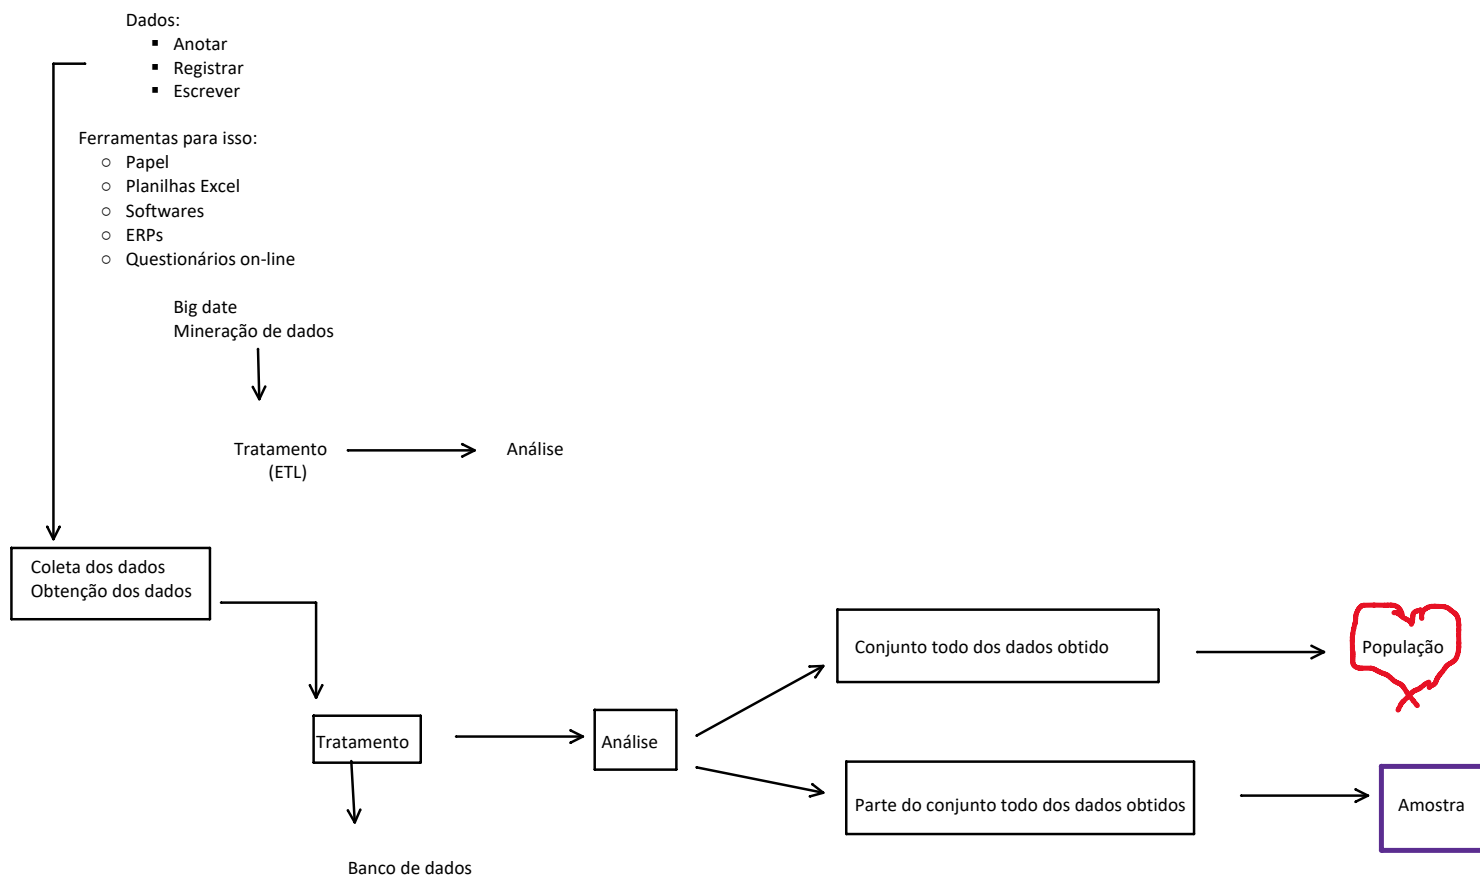 Dados:
▪ Anotar
▪ Registrar
▪ Escrever
Ferramentas para isso:
○ Papel
○ Planilhas Excel
○ Softwares
○ ERPs
○ Questionários on-line
Big date
Mineração de dados
Tratamento
(ETL)
Análise
Coleta dos dados
Obtenção dos dados
Conjunto todo dos dados obtido
População
Tratamento
Análise
Parte do conjunto todo dos dados obtidos
Amostra
Banco de dados